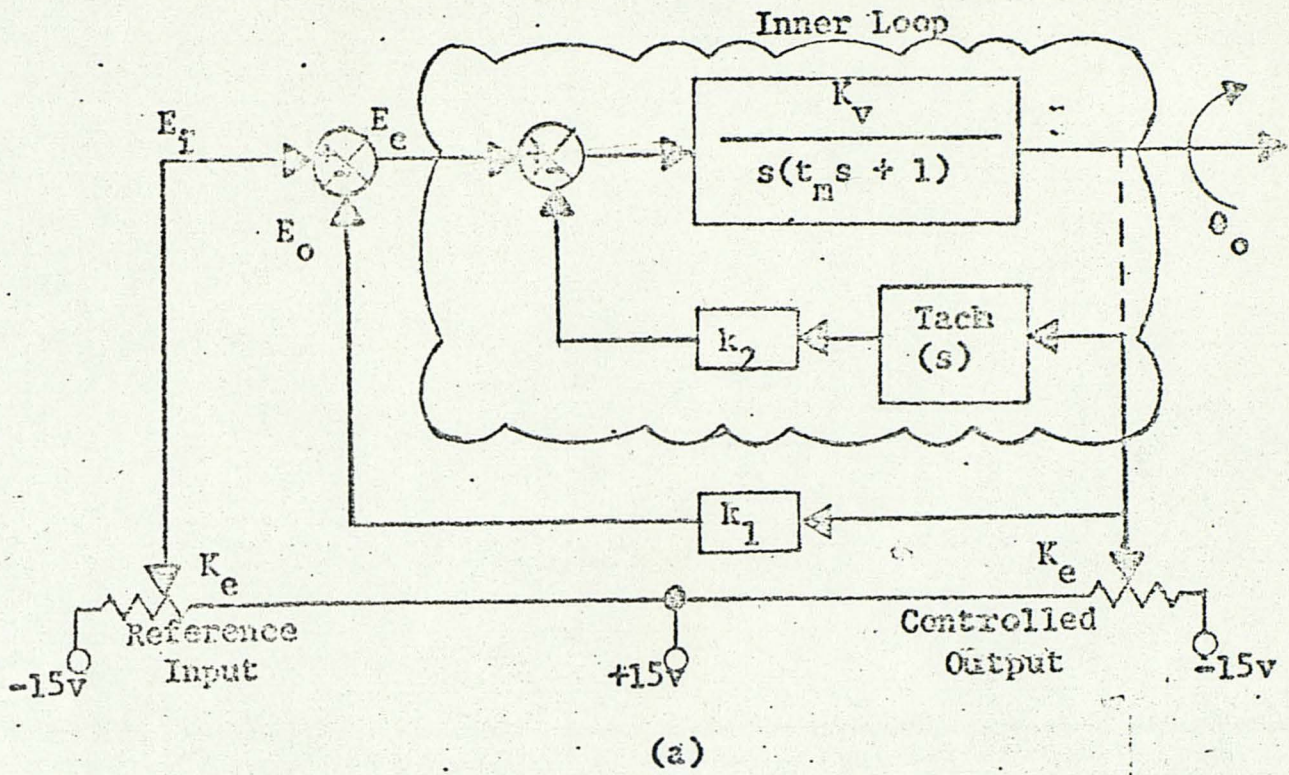 Inner Loop
E_i
E_e
K_v
s(t_m s + 1)
E_o
θ_o
k_2
Tach
(s)
k_1
K_e
K_e
Reference
Input
Controlled
Output
-15v
+15v
-15v
(a)